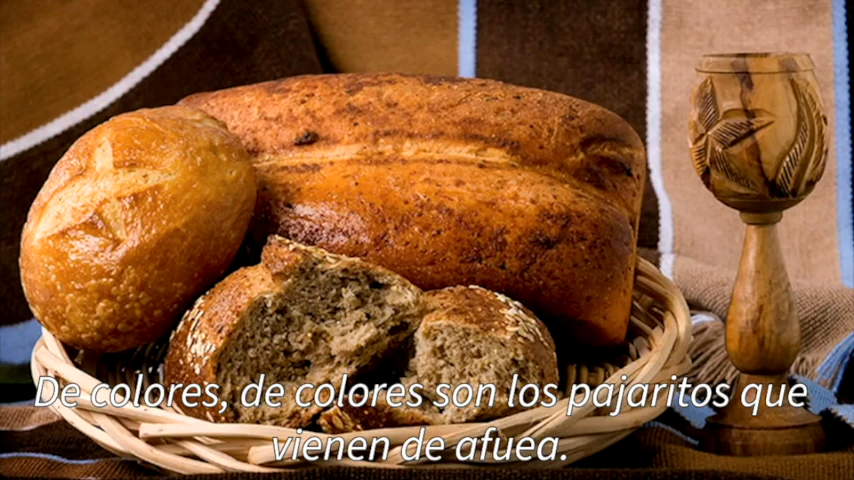 De colores, de colores son los pajaritos que
vienen de afuea.